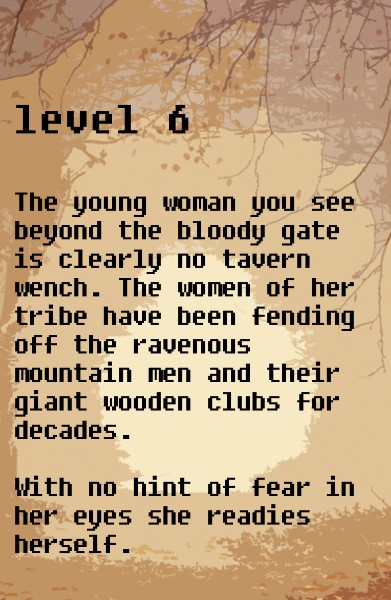 level 6
The young woman you see
beyond the bloody gate
is clearly no tavern
wench. The women of her
tribe have been fending
off the ravenous
mountain men and their
giant wooden clubs for
decades.
With no hint of fear in
her eyes she readies
herself.